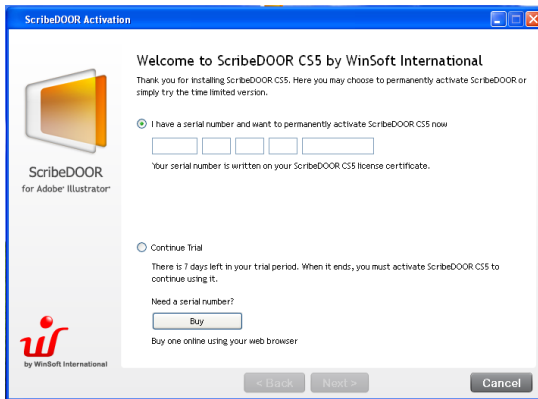 ScribeDOOR Activation
Welcome to ScribeDOOR CS5 by WinSoft International
Thank you for installing ScribeDOOR CS5. Here you may choose to permanently activate ScribeDOOR or
simply try the time limited version.
I have a serial number and want to permanently activate ScribeDOOR CS5 now
Your serial number is written on your ScribeDOOR CS5 license certificate.
ScribeDOOR
for Adobe® Illustrator®
Continue Trial
There is 7 days left in your trial period. When it ends, you must activate ScribeDOOR CS5 to
continue using it.
Need a serial number?
Buy
Buy one online using your web browser
by WinSoft International
< Back
Next >
Cancel